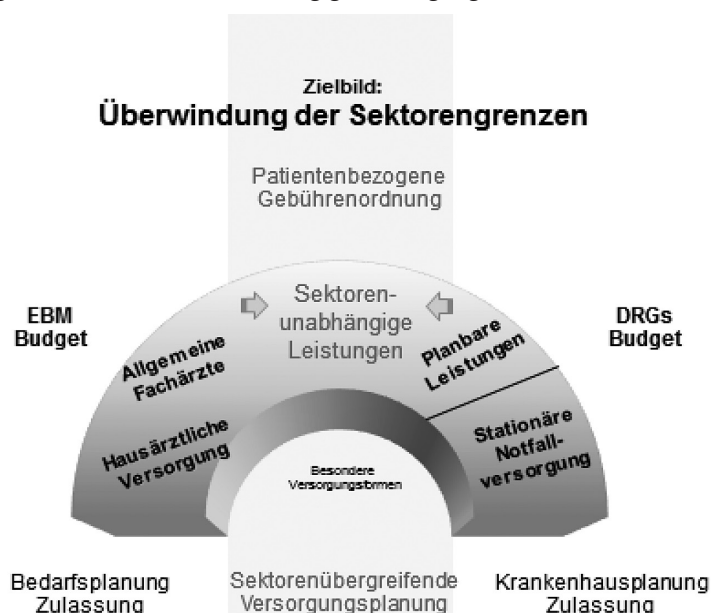 Zielbild:
Überwindung der Sektorengrenzen
Patientenbezogene
Gebührenordnung
EBM
Budget
Sektoren-
unabhängige
Leistungen
DRGs
Budget
Allgemeine
Fachärzte
Planbare
Leistungen
Hausärztliche
Versorgung
Stationäre
Notfall-
versorgung
Besondere
Versorgungsformen
Bedarfsplanung
Zulassung
Sektorenübergreifende
Versorgungsplanung
Krankenhausplanung
Zulassung